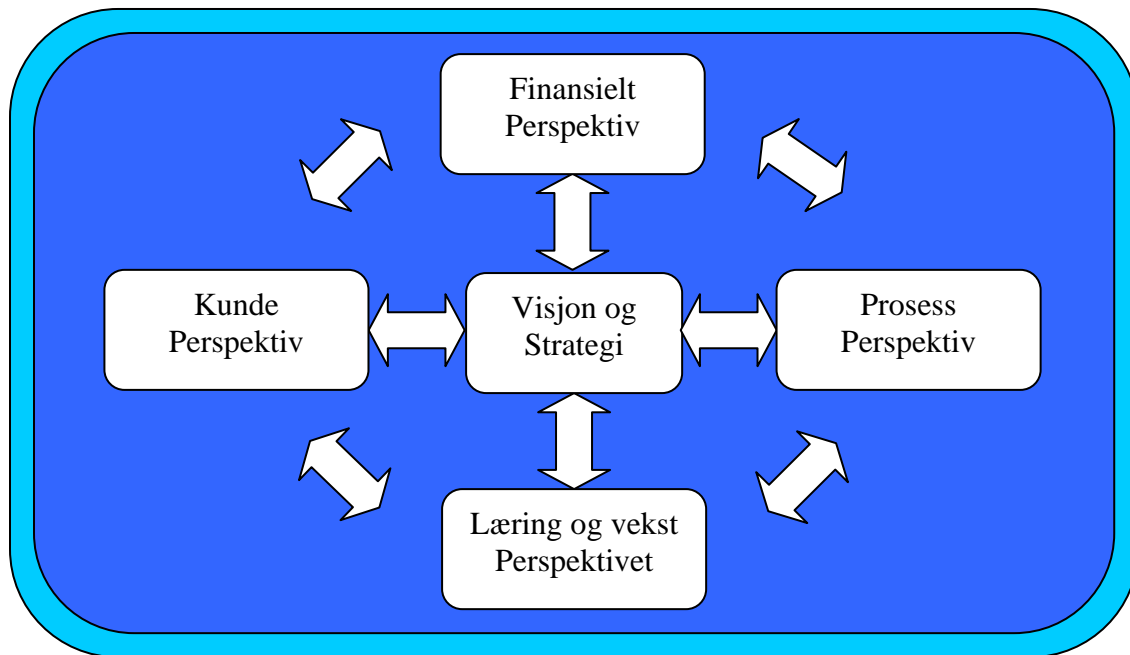 Finansielt
Perspektiv
Kunde
Perspektiv
Visjon og
Strategi
Prosess
Perspektiv
Læring og vekst
Perspektivet